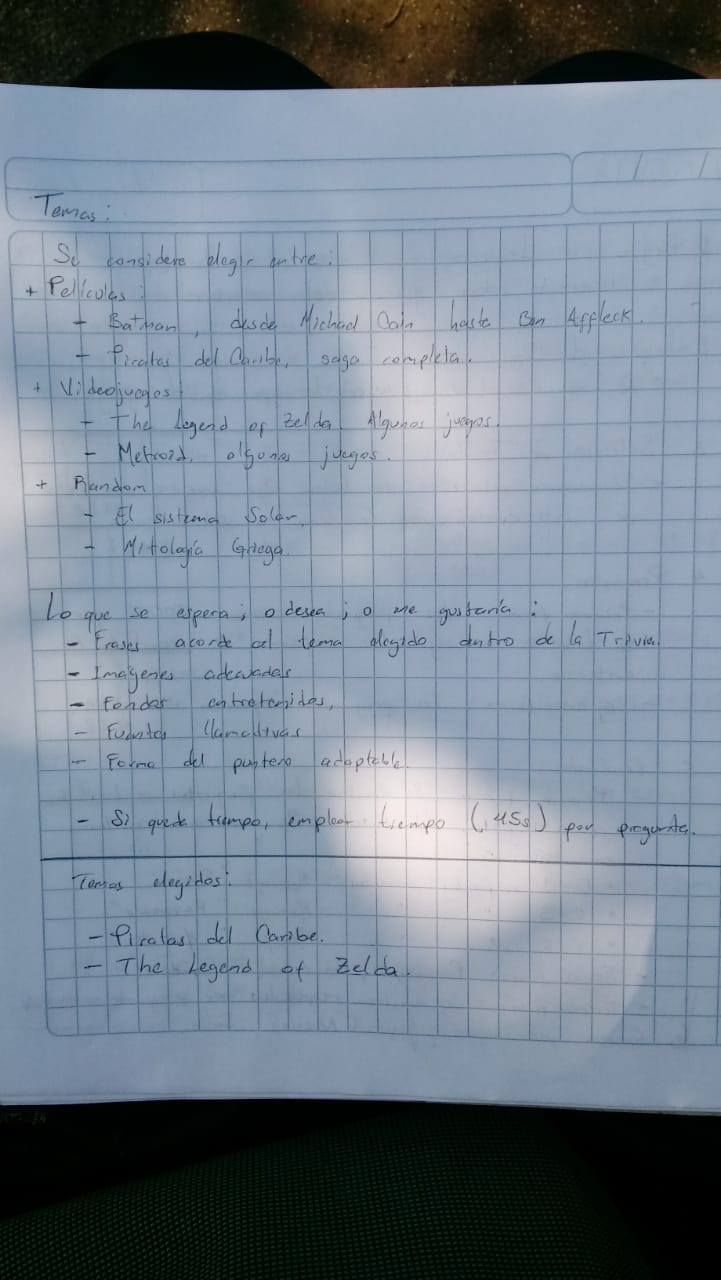 Temas:
Se considere elegir entre:
+ Películas:
- Batman, desde Michael Cain hasta Ben Affleck.
- Piratas del Caribe, saga completa.
+ Videojuegos
- The Legend of Zelda. Algunos juegos.
- Metroid. algunos juegos.
+ Random
- El sistema Solar.
- Mitología Griega.
Lo que se espera; o desea; o me gustaría:
- Frases acorde al tema elegido dentro de la Trivia.
- Imagenes adecuadas
- Fondos entretenidos,
- Fuentes llamativas
- Forma del puntero adaptable.
- Si queda tiempo, emplear tiempo (45s) por pregunta.
Temas elegidos:
- Piratas del Caribe.
- The Legend of Zelda.